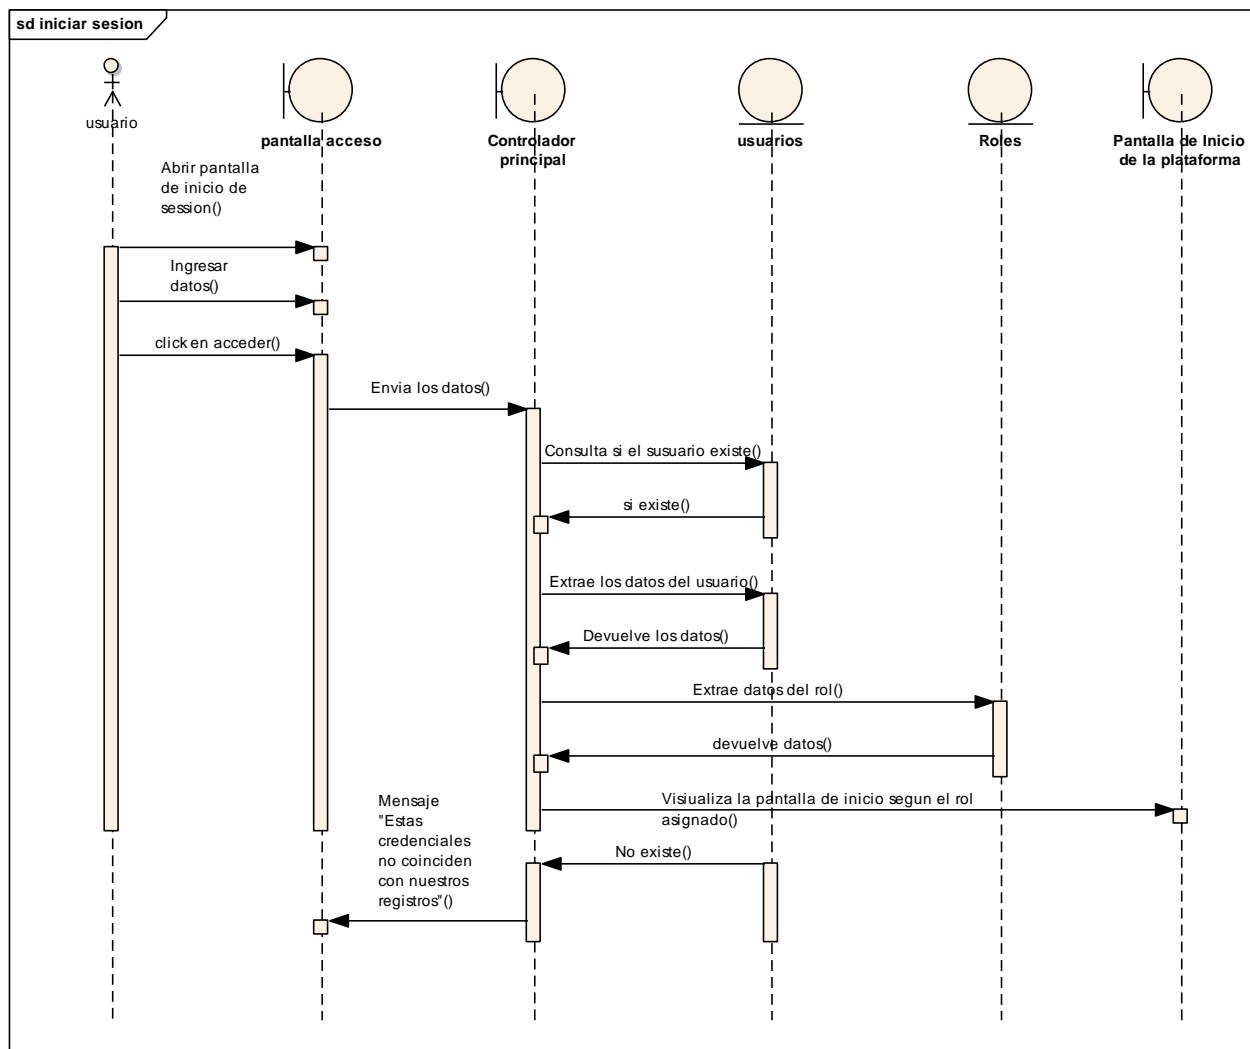 sd iniciar sesion
usuario
pantalla acceso
Controlador
principal
usuarios
Roles
Pantalla de Inicio
de la plataforma
Abrir pantalla
de inicio de
session()
Ingresar
datos()
click en acceder()
Envia los datos()
Consulta si el susuario existe()
si existe()
Extrae los datos del usuario()
Devuelve los datos()
Extrae datos del rol()
devuelve datos()
Visiualiza la pantalla de inicio segun el rol
asignado()
No existe()
Mensaje
"Estas
credenciales
no coinciden
con nuestros
registros"()